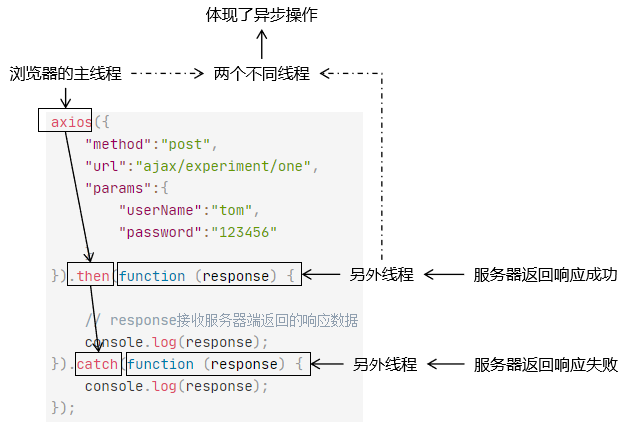 体现了异步操作
浏览器的主线程
两个不同线程
axios({
"method":"post",
"url":"ajax/experiment/one",
"params":{
"userName":"tom",
"password":"123456"
}).then(function (response) {
另外线程
服务器返回响应成功
// response接收服务器端返回的响应数据
console.log(response);
}).catch(function (response) {
另外线程
服务器返回响应失败
console.log(response);
});